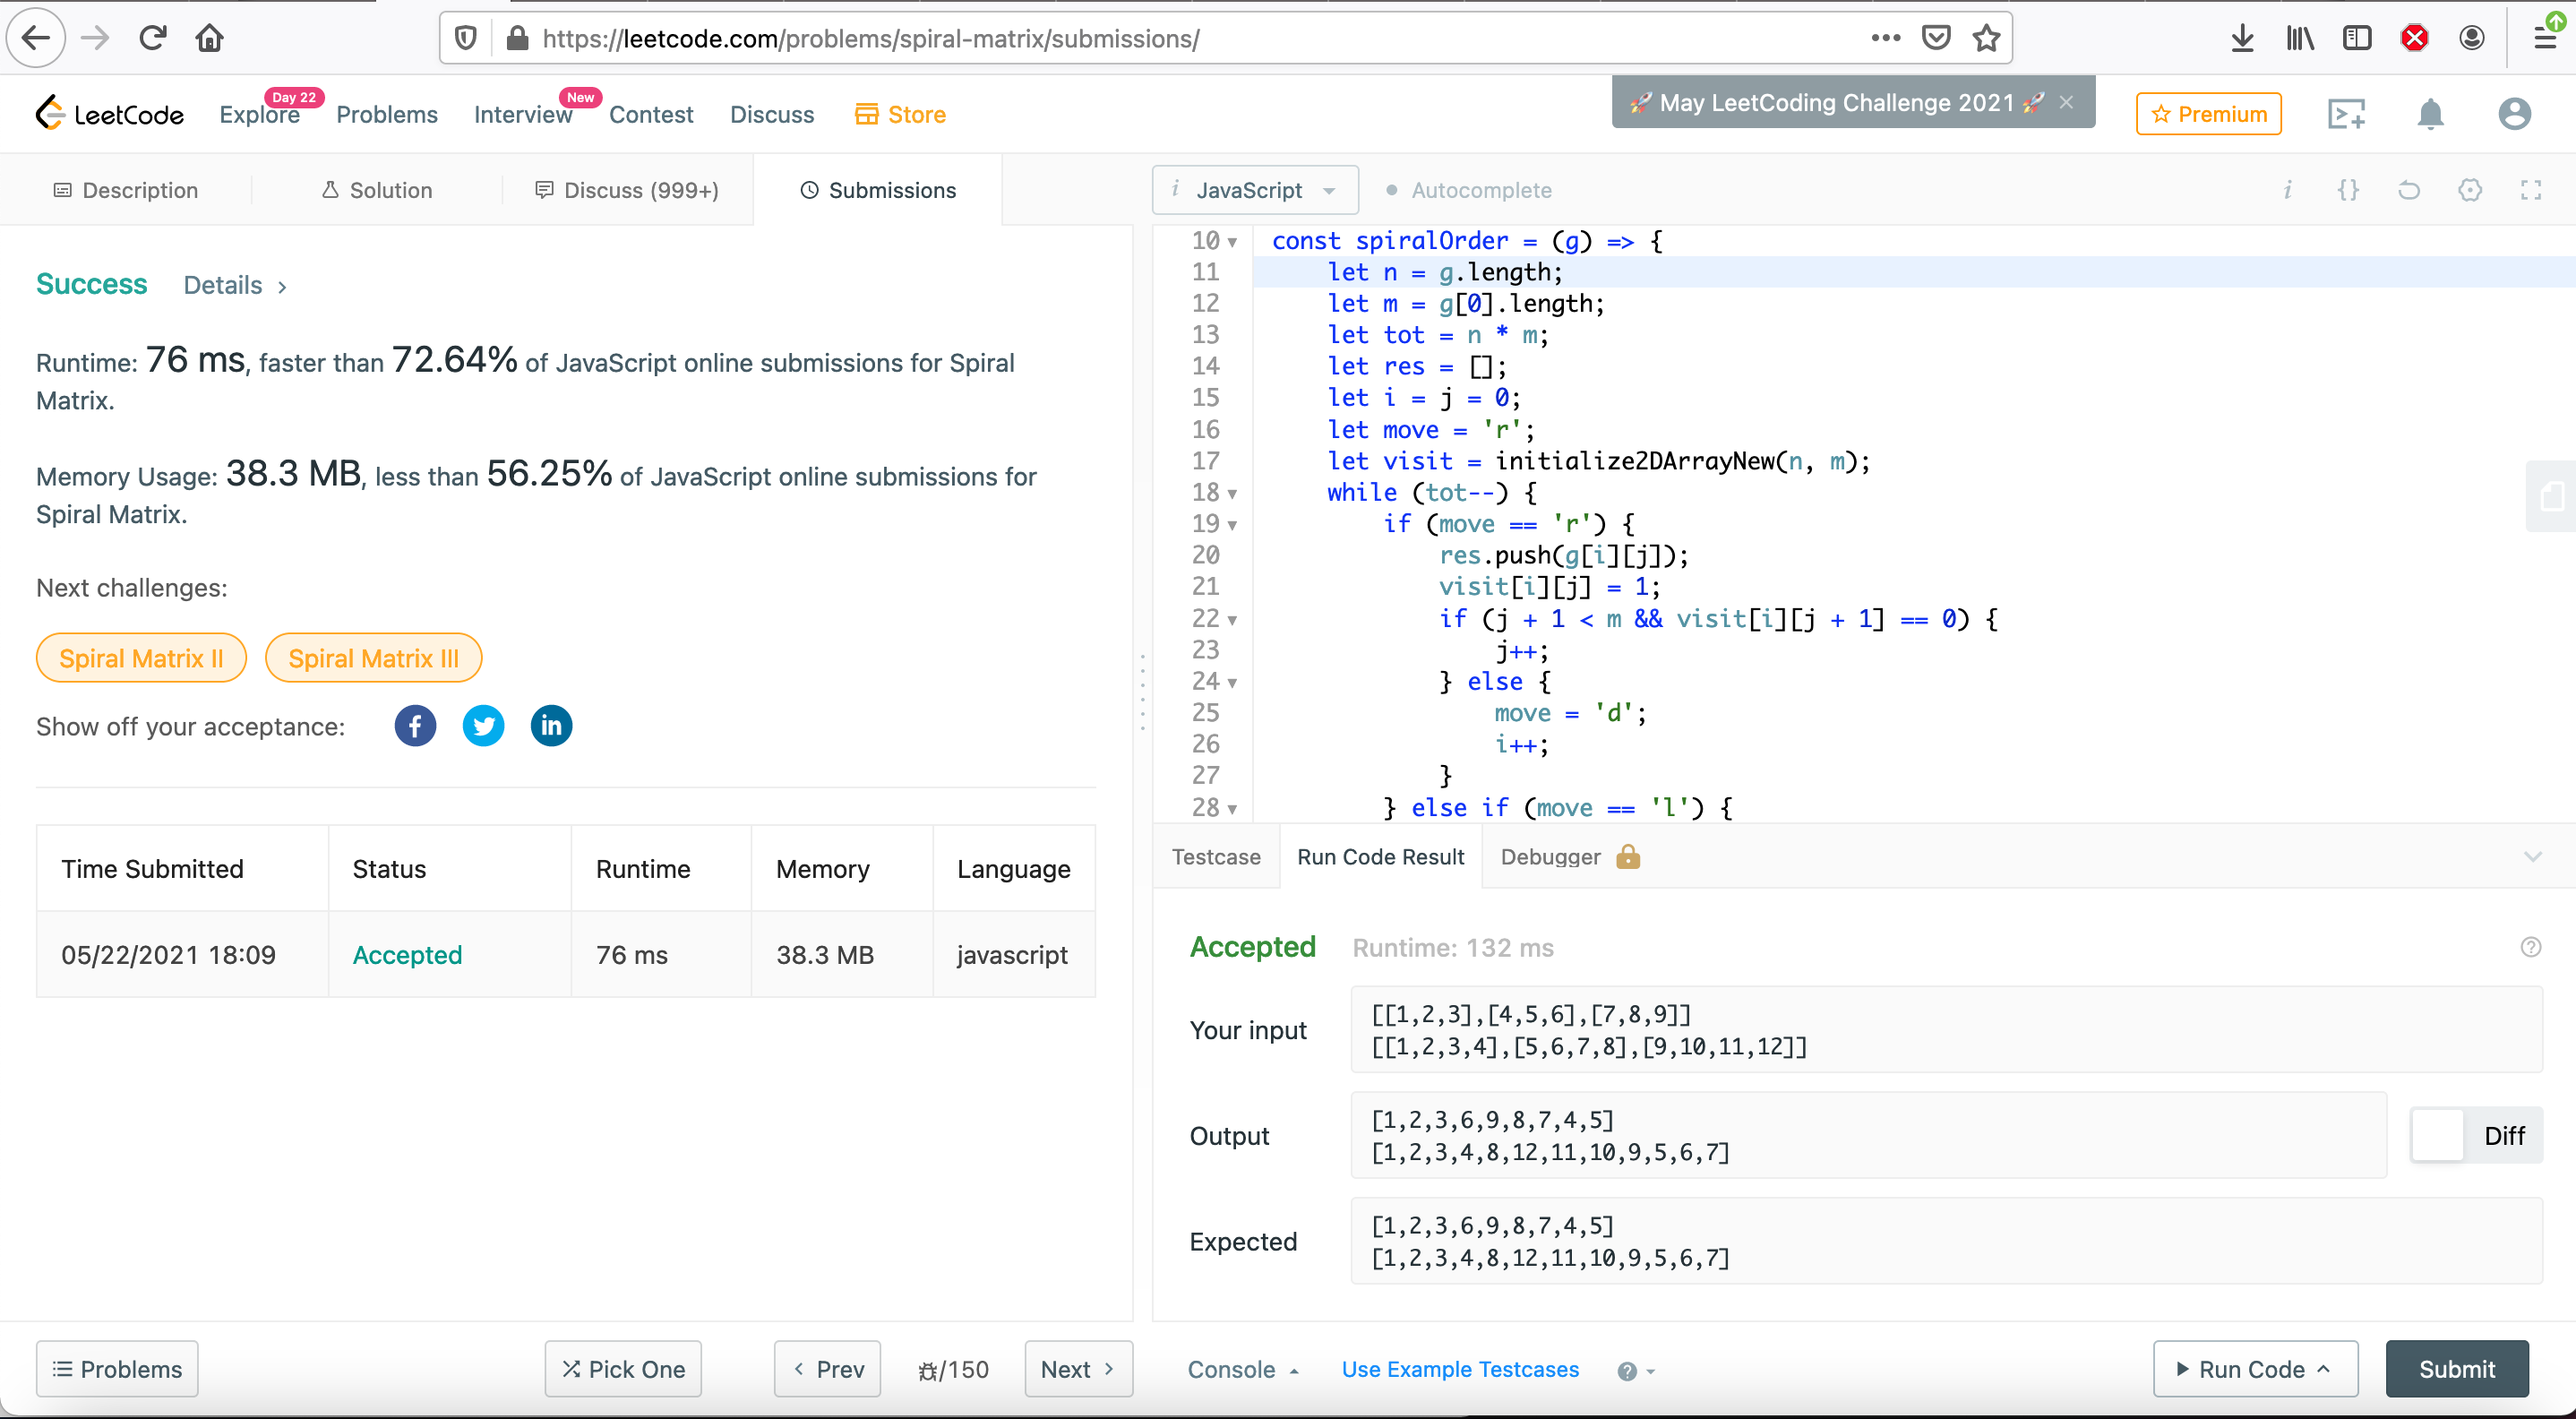 https://leetcode.com/problems/spiral-matrix/submissions/
LeetCode
Explore
Day 22
Problems
Interview
New
Contest
Discuss
Store
🚀 May LeetCoding Challenge 2021 🚀 ×
Premium
Description
Solution
Discuss (999+)
Submissions
Success
Details >
Runtime: 76 ms, faster than 72.64% of JavaScript online submissions for Spiral
Matrix.
Memory Usage: 38.3 MB, less than 56.25% of JavaScript online submissions for
Spiral Matrix.
Next challenges:
Spiral Matrix II
Spiral Matrix III
Show off your acceptance:
Time Submitted Status Runtime Memory Language
05/22/2021 18:09 Accepted 76 ms 38.3 MB javascript
Problems
Pick One
< Prev
/150
Next >
i JavaScript
Autocomplete
i {}
10 const spiralOrder = (g) => {
11 let n = g.length;
12 let m = g[0].length;
13 let tot = n * m;
14 let res = [];
15 let i = j = 0;
16 let move = 'r';
17 let visit = initialize2DArrayNew(n, m);
18 while (tot--) {
19 if (move == 'r') {
20 res.push(g[i][j]);
21 visit[i][j] = 1;
22 if (j + 1 < m && visit[i][j + 1] == 0) {
23 j++;
24 } else {
25 move = 'd';
26 i++;
27 }
28 } else if (move == 'l') {
Testcase
Run Code Result
Debugger
Accepted
Runtime: 132 ms
Your input
[[1,2,3],[4,5,6],[7,8,9]]
[[1,2,3,4],[5,6,7,8],[9,10,11,12]]
Output
[1,2,3,6,9,8,7,4,5]
[1,2,3,4,8,12,11,10,9,5,6,7]
Diff
Expected
[1,2,3,6,9,8,7,4,5]
[1,2,3,4,8,12,11,10,9,5,6,7]
Console
Use Example Testcases
Run Code
Submit